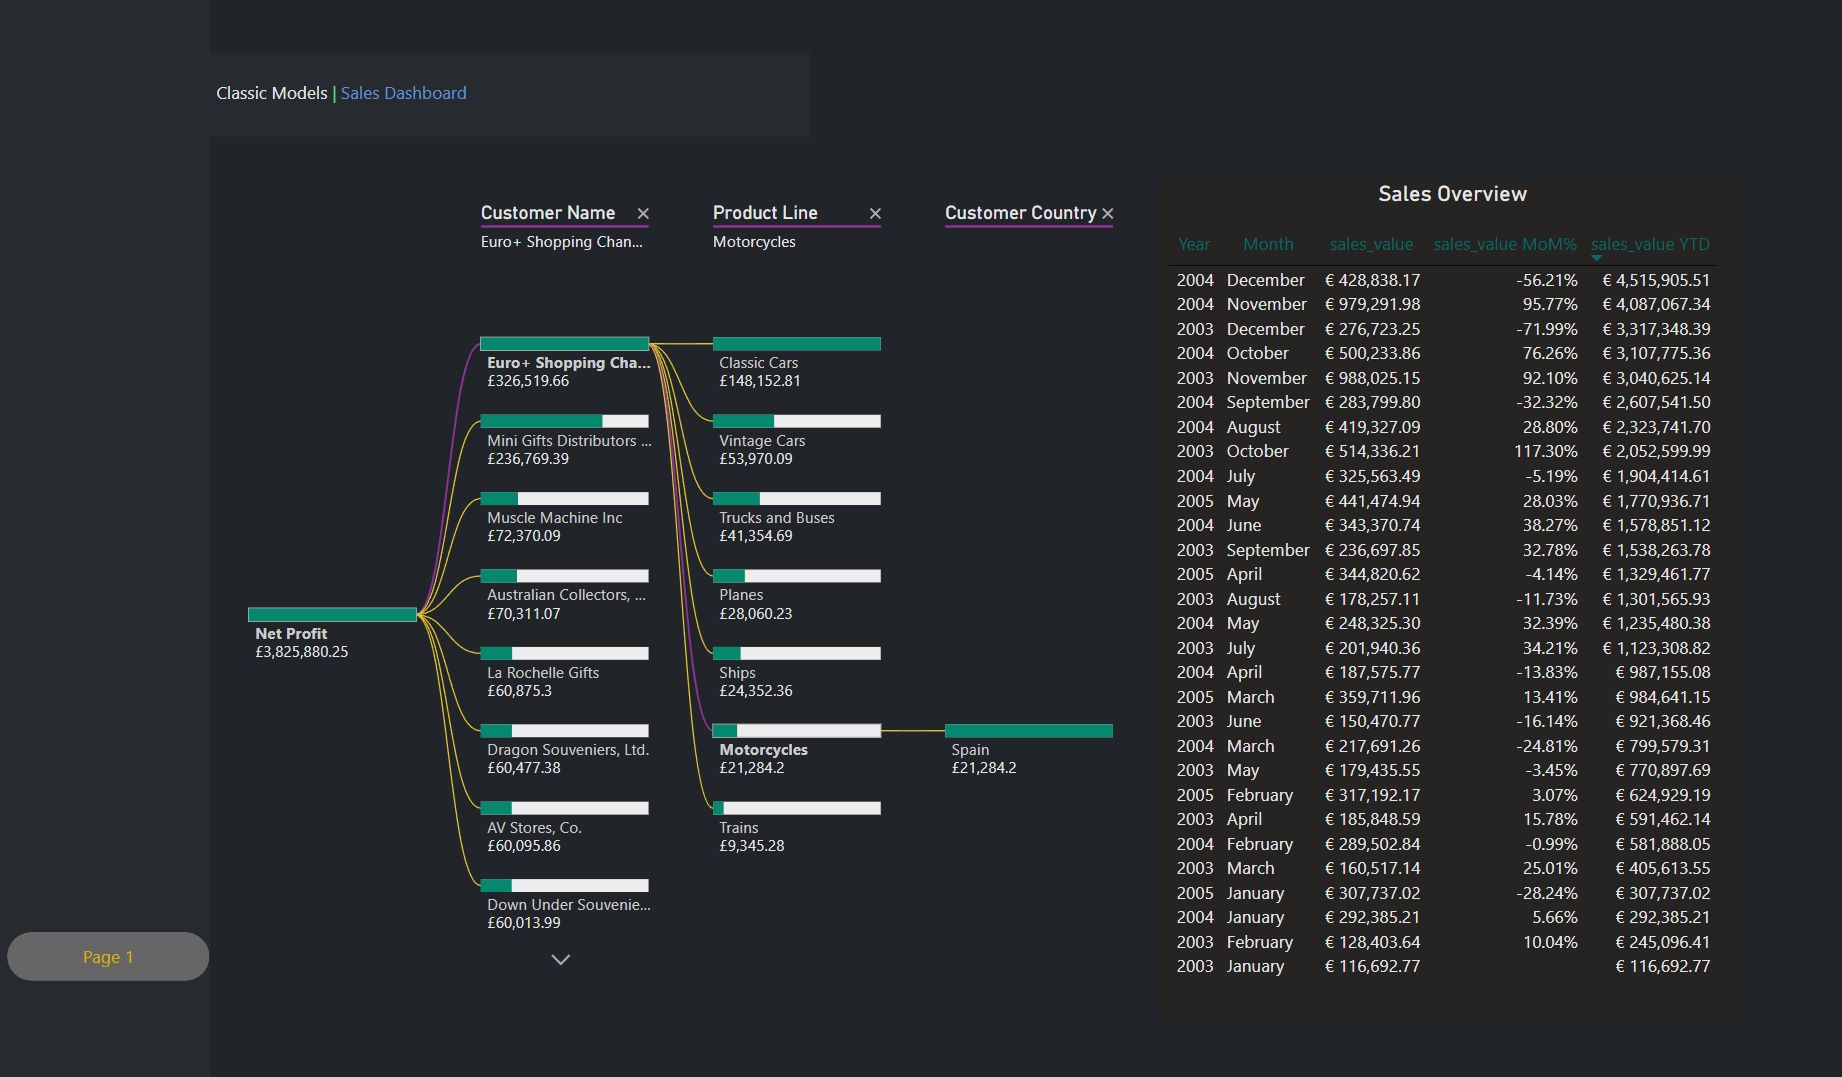 Classic Models | Sales Dashboard
Customer Name ✕
Euro+ Shopping Chan...
Product Line ✕
Motorcycles
Customer Country ✕
Net Profit
£3,825,880.25
Euro+ Shopping Cha...
£326,519.66
Mini Gifts Distributors ...
£236,769.39
Muscle Machine Inc
£72,370.09
Australian Collectors, ...
£70,311.07
La Rochelle Gifts
£60,875.3
Dragon Souveniers, Ltd.
£60,477.38
AV Stores, Co.
£60,095.86
Down Under Souvenie...
£60,013.99
Classic Cars
£148,152.81
Vintage Cars
£53,970.09
Trucks and Buses
£41,354.69
Planes
£28,060.23
Ships
£24,352.36
Motorcycles
£21,284.2
Trains
£9,345.28
Spain
£21,284.2
Sales Overview
Year Month sales_value sales_value MoM% sales_value YTD
2004 December € 428,838.17 -56.21% € 4,515,905.51
2004 November € 979,291.98 95.77% € 4,087,067.34
2003 December € 276,723.25 -71.99% € 3,317,348.39
2004 October € 500,233.86 76.26% € 3,107,775.36
2003 November € 988,025.15 92.10% € 3,040,625.14
2004 September € 283,799.80 -32.32% € 2,607,541.50
2004 August € 419,327.09 28.80% € 2,323,741.70
2003 October € 514,336.21 117.30% € 2,052,599.99
2004 July € 325,563.49 -5.19% € 1,904,414.61
2005 May € 441,474.94 28.03% € 1,770,936.71
2004 June € 343,370.74 38.27% € 1,578,851.12
2003 September € 236,697.85 32.78% € 1,538,263.78
2005 April € 344,820.62 -4.14% € 1,329,461.77
2003 August € 178,257.11 -11.73% € 1,301,565.93
2004 May € 248,325.30 32.39% € 1,235,480.38
2003 July € 201,940.36 34.21% € 1,123,308.82
2004 April € 187,575.77 -13.83% € 987,155.08
2005 March € 359,711.96 13.41% € 984,641.15
2003 June € 150,470.77 -16.14% € 921,368.46
2004 March € 217,691.26 -24.81% € 799,579.31
2003 May € 179,435.55 -3.45% € 770,897.69
2005 February € 317,192.17 3.07% € 624,929.19
2003 April € 185,848.59 15.78% € 591,462.14
2004 February € 289,502.84 -0.99% € 581,888.05
2003 March € 160,517.14 25.01% € 405,613.55
2005 January € 307,737.02 -28.24% € 307,737.02
2004 January € 292,385.21 5.66% € 292,385.21
2003 February € 128,403.64 10.04% € 245,096.41
2003 January € 116,692.77 € 116,692.77
Page 1